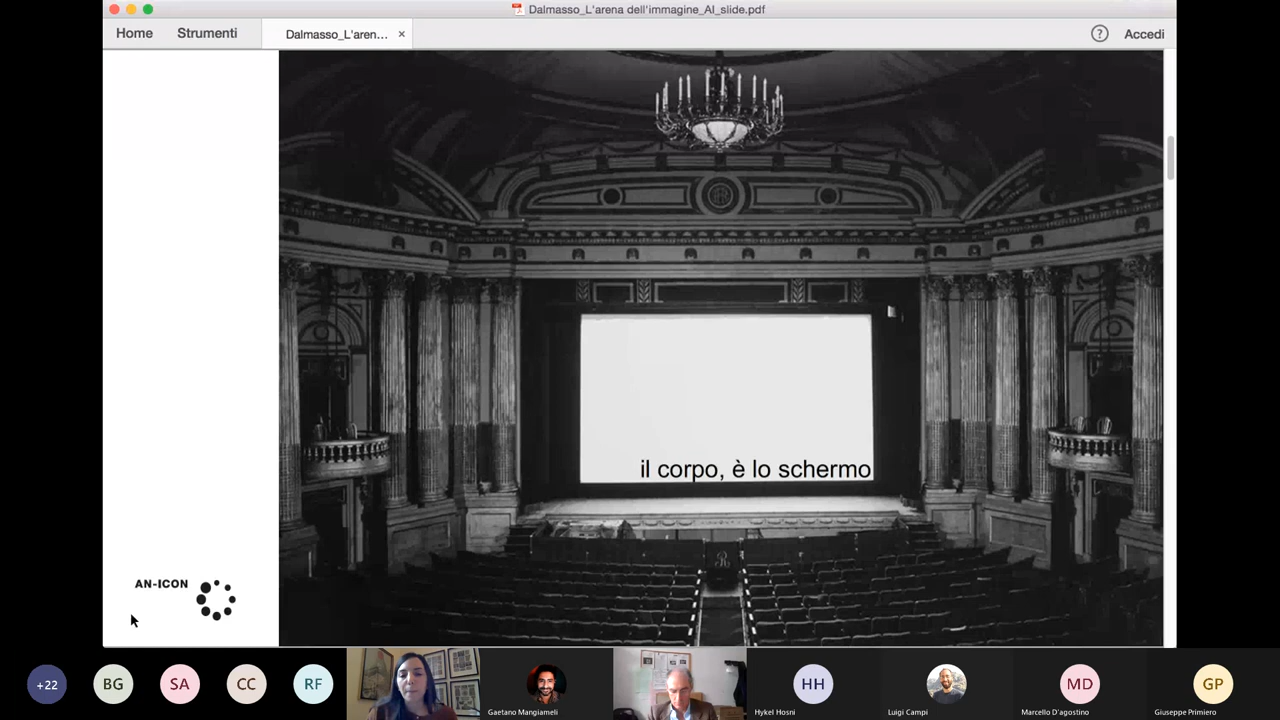 Dalmasso_L'arena dell'immagine_AI_slide.pdf
Home
Strumenti
Dalmasso_L'aren...
×
?
Accedi
il corpo, è lo schermo
R
AN-ICON
+22
BG
SA
CC
RF
Gaetano Mangiameli
HH
Hykel Hosni
Luigi Campi
MD
Marcello D'agostino
GP
Giuseppe Primiero